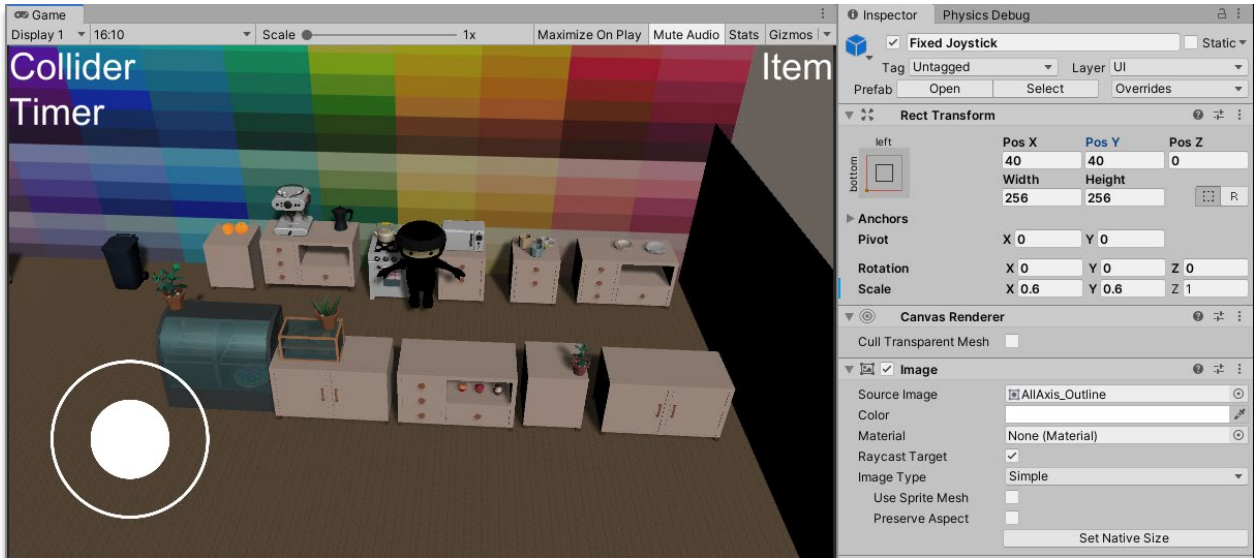 Game
Display 1 16:10 Scale 1x Maximize On Play Mute Audio Stats Gizmos
Collider
Timer
Item
Inspector Physics Debug
Fixed Joystick Static
Tag Untagged Layer UI
Prefab Open Select Overrides
Rect Transform
left Pos X Pos Y Pos Z
bottom 40 40 0
Width Height
256 256 R
Anchors
Pivot X 0 Y 0
Rotation X 0 Y 0 Z 0
Scale X 0.6 Y 0.6 Z 1
Canvas Renderer
Cull Transparent Mesh
Image
Source Image AllAxis_Outline
Color
Material None (Material)
Raycast Target
Image Type Simple
Use Sprite Mesh
Preserve Aspect
Set Native Size